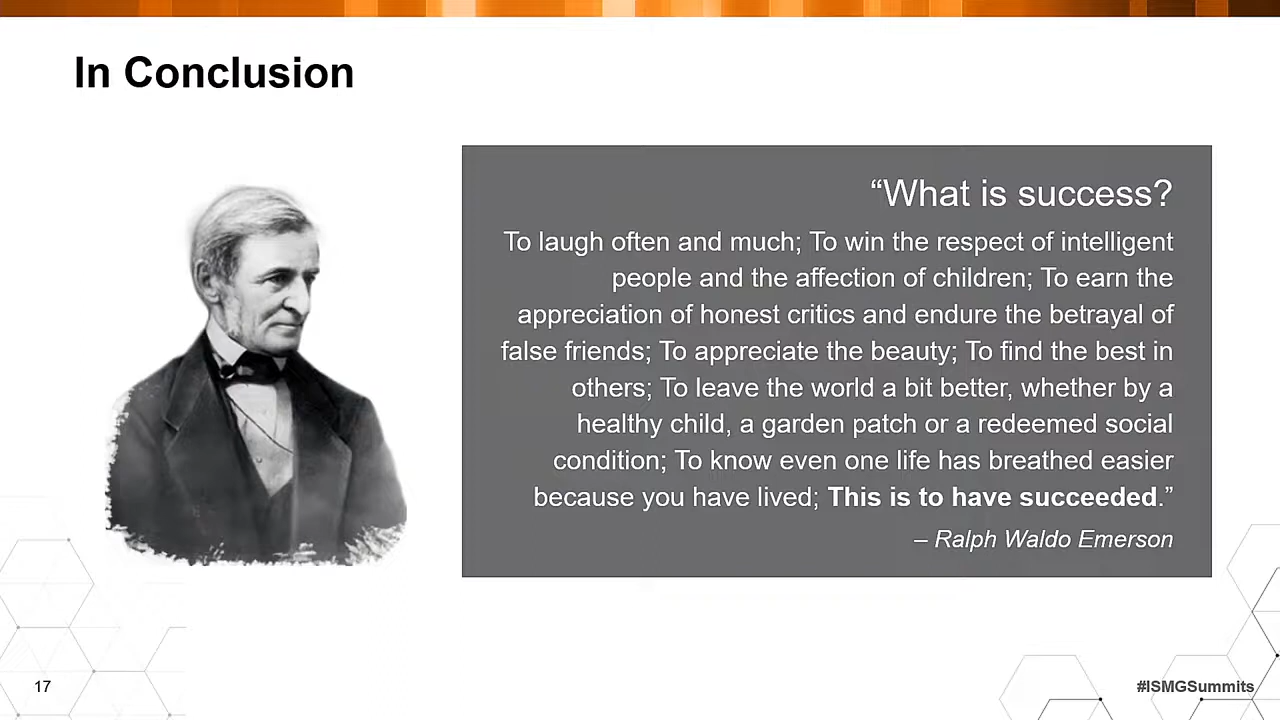 In Conclusion
“What is success?
To laugh often and much; To win the respect of intelligent
people and the affection of children; To earn the
appreciation of honest critics and endure the betrayal of
false friends; To appreciate the beauty; To find the best in
others; To leave the world a bit better, whether by a
healthy child, a garden patch or a redeemed social
condition; To know even one life has breathed easier
because you have lived; This is to have succeeded.”
– Ralph Waldo Emerson
17
#ISMGSummits